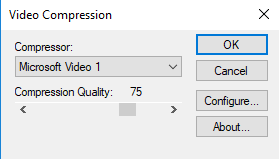 Video Compression
Compressor:
Microsoft Video 1
Compression Quality: 75
OK
Cancel
Configure...
About...